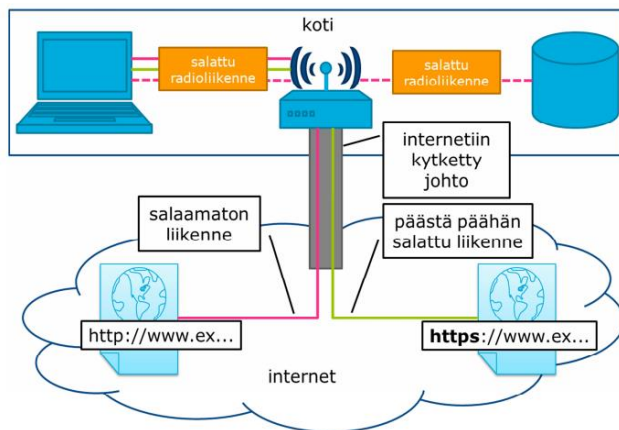 koti
salattu
radioliikenne
salattu
radioliikenne
internetiin
kytketty
johto
salaamaton
liikenne
päästä päähän
salattu liikenne
http://www.ex...
https://www.ex...
internet